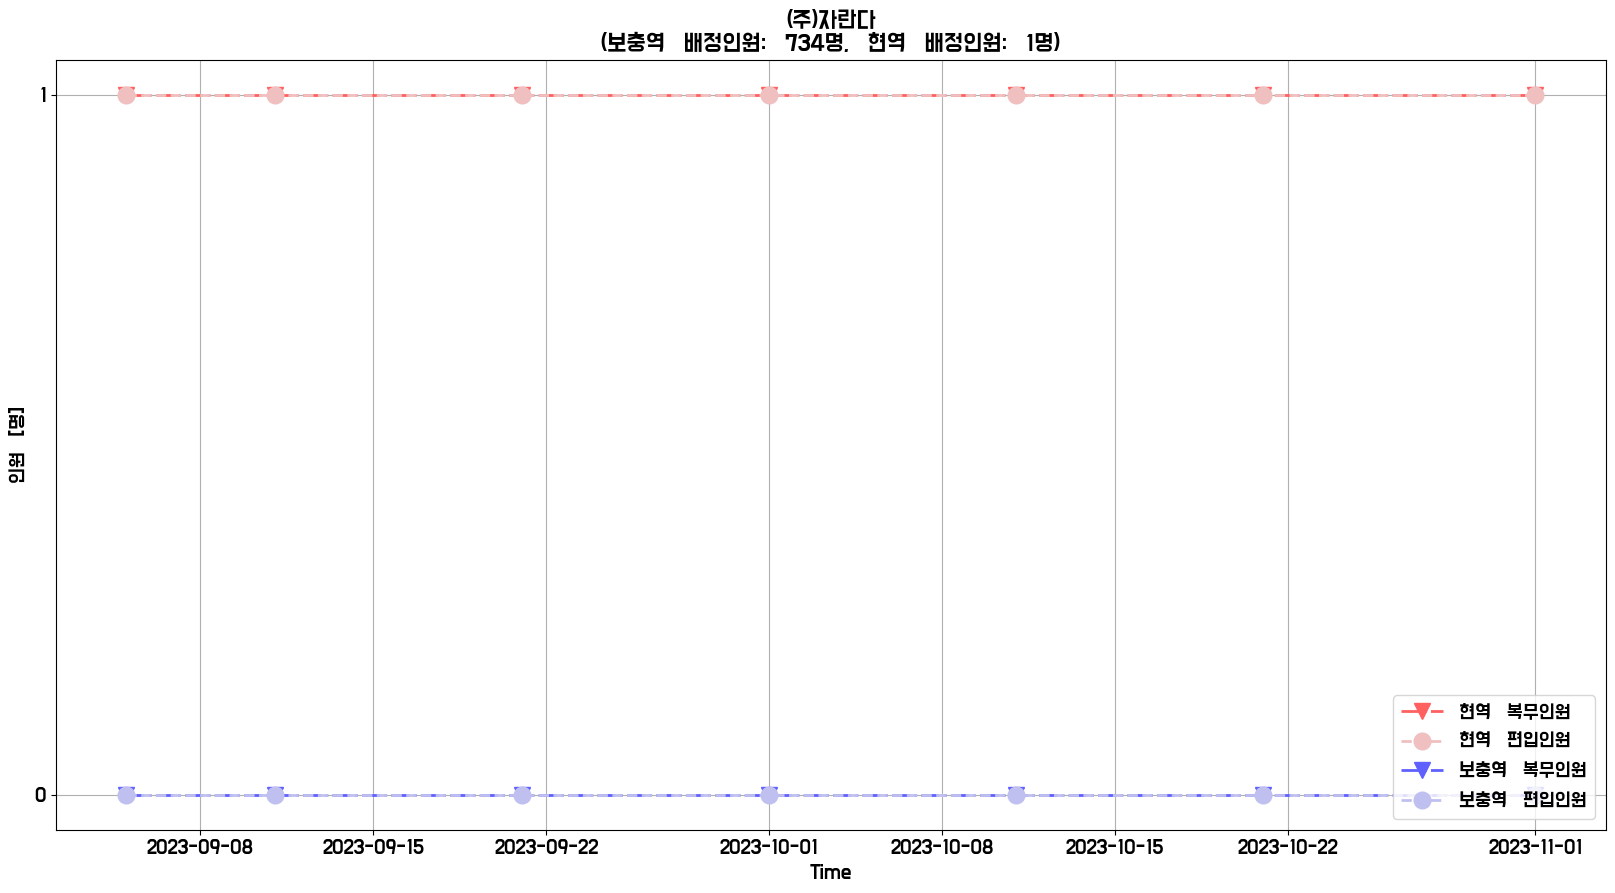 (주)자란다
(보충역 배정인원: 734명, 현역 배정인원: 1명)
1
0
인원 [명]
현역 복무인원
현역 편입인원
보충역 복무인원
보충역 편입인원
2023-09-08 2023-09-15 2023-09-22 2023-10-01 2023-10-08 2023-10-15 2023-10-22 2023-11-01
Time